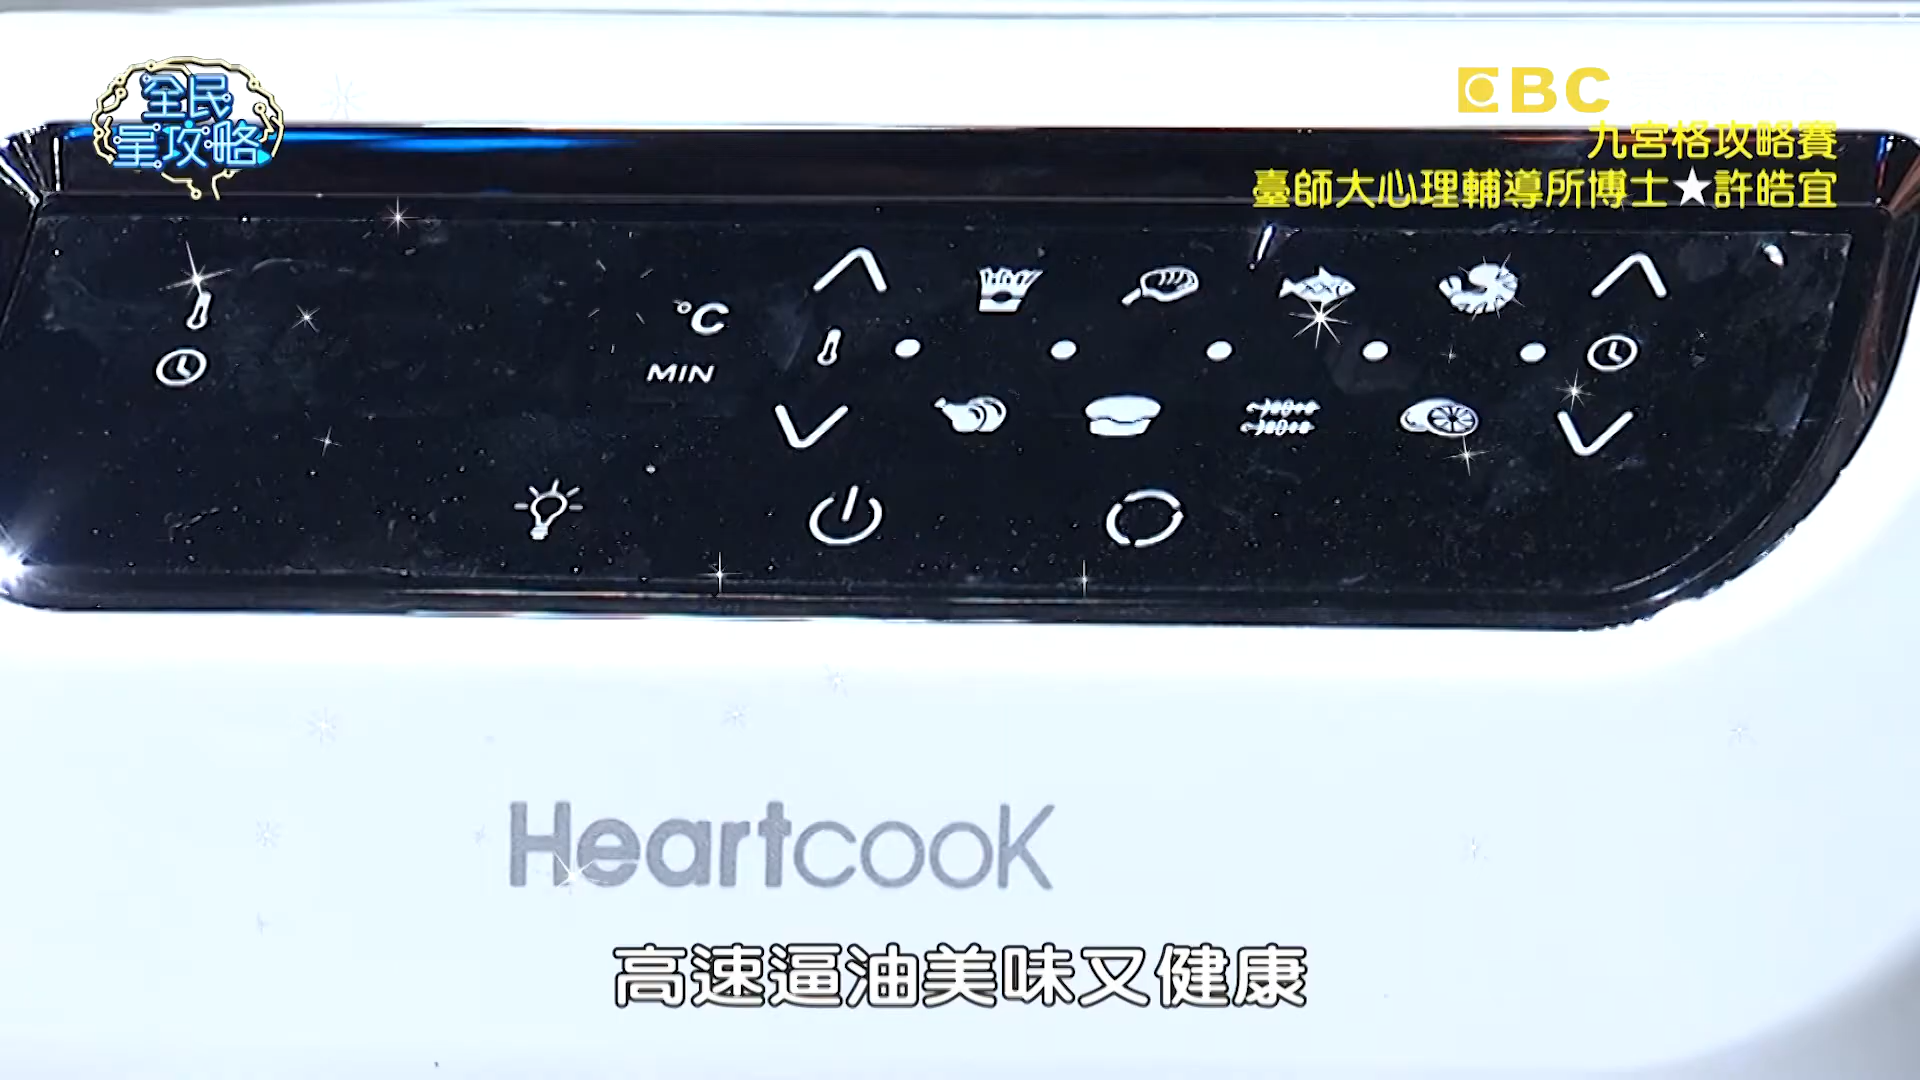 全民
星攻略
EBC
九宮格攻略賽
臺師大心理輔導所博士★許皓宜
°C
MIN
Heartcook
高速逼油美味又健康